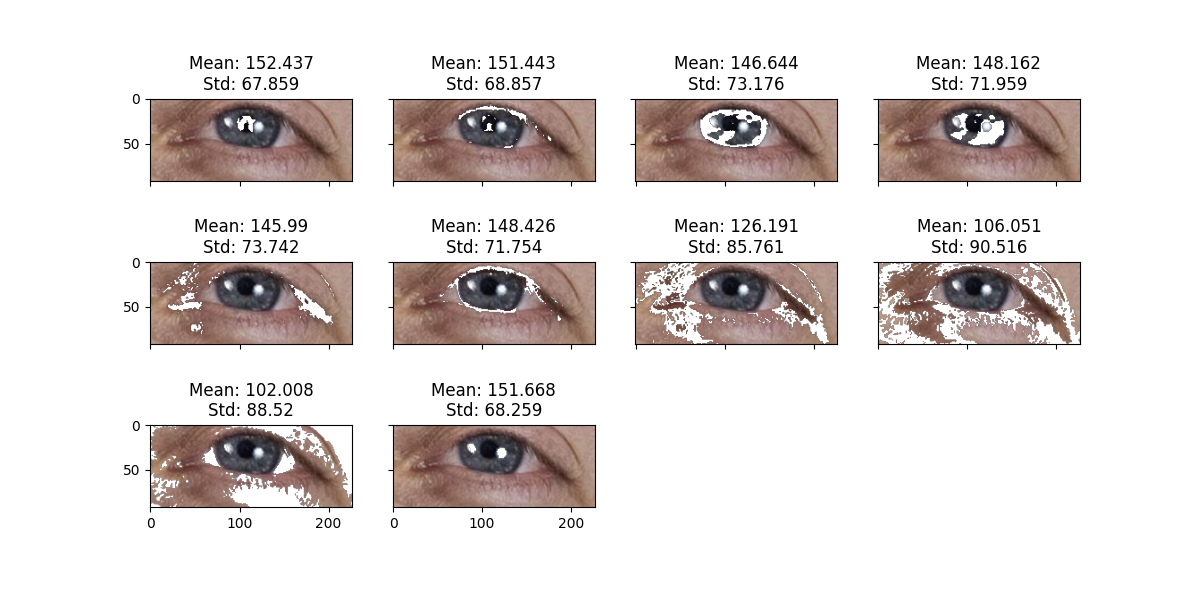 Mean: 152.437
Std: 67.859
Mean: 151.443
Std: 68.857
Mean: 146.644
Std: 73.176
Mean: 148.162
Std: 71.959
0
50
Mean: 145.99
Std: 73.742
Mean: 148.426
Std: 71.754
Mean: 126.191
Std: 85.761
Mean: 106.051
Std: 90.516
0
50
Mean: 102.008
Std: 88.52
Mean: 151.668
Std: 68.259
0
50
0 100 200
0 100 200